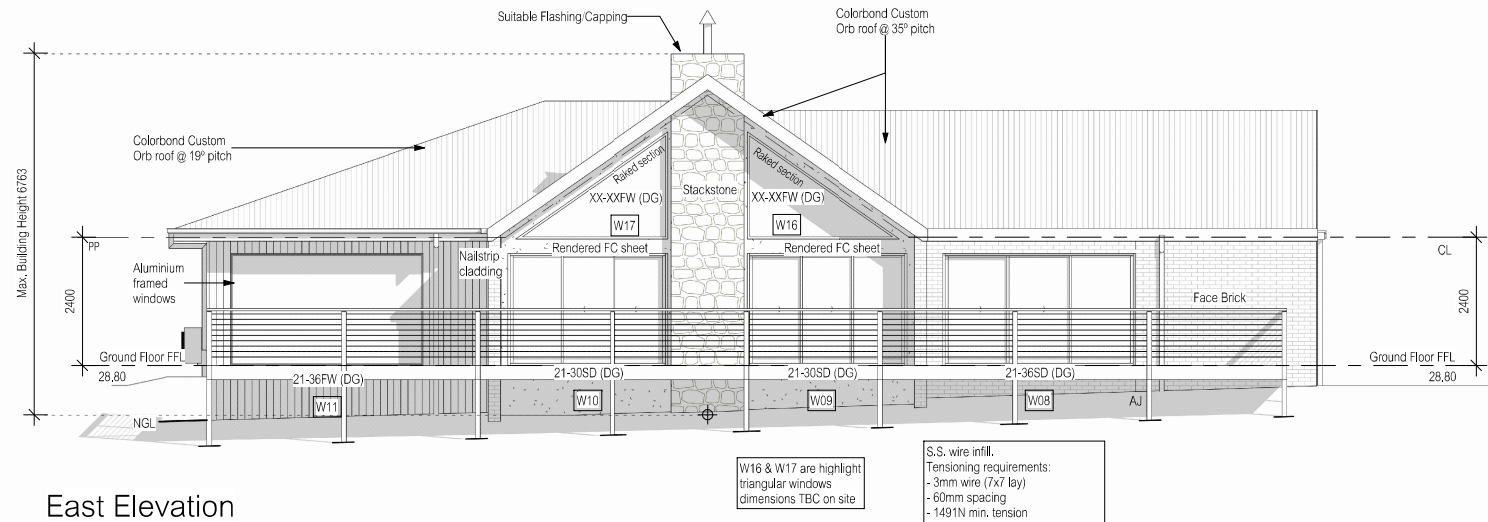 Suitable Flashing/Capping
Colorbond Custom
Orb roof @ 35º pitch
Colorbond Custom
Orb roof @ 19º pitch
Max. Building Height 6763
Raked section
Raked section
XX-XXFW (DG)
Stackstone
XX-XXFW (DG)
W17
W16
PP
Nailstrip
cladding
Rendered FC sheet
Rendered FC sheet
CL
Aluminium
framed
windows
2400
Face Brick
2400
Ground Floor FFL
28,80
Ground Floor FFL
28,80
21-36FW (DG)
21-30SD (DG)
21-30SD (DG)
21-36SD (DG)
W11
W10
W09
W08
AJ
NGL
W16 & W17 are highlight
triangular windows
dimensions TBC on site
S.S. wire infill.
Tensioning requirements:
- 3mm wire (7x7 lay)
- 60mm spacing
- 1491N min. tension
East Elevation